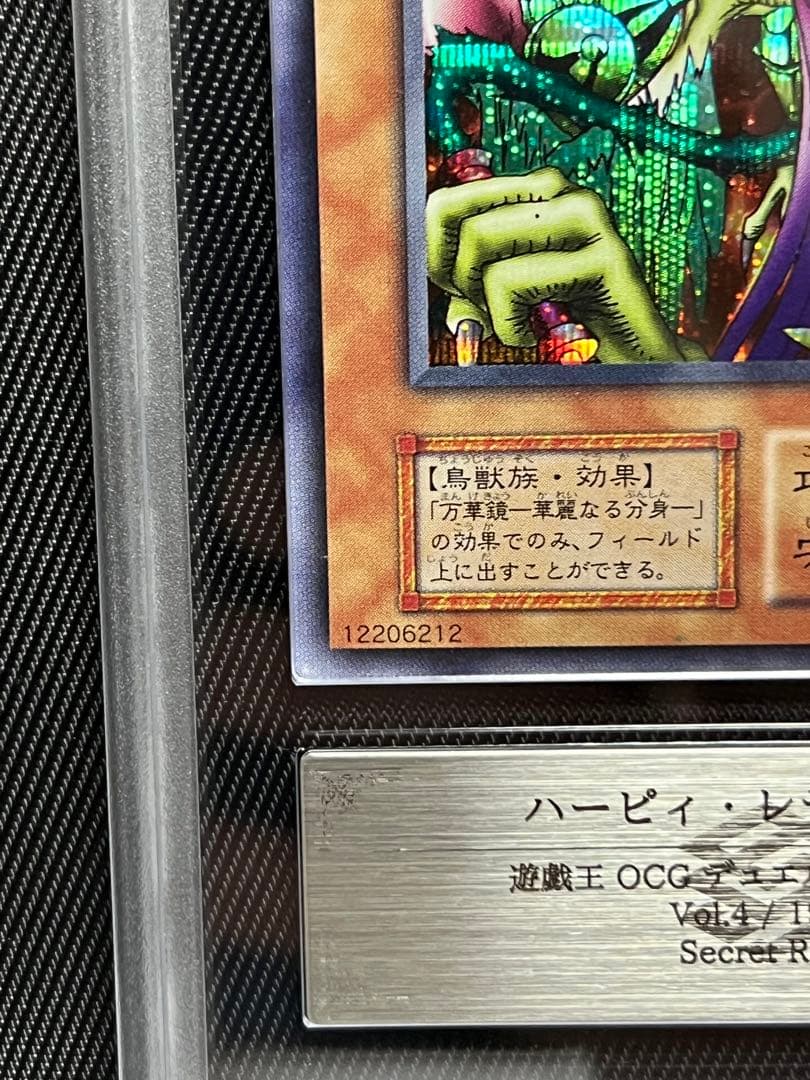 【鳥獣族・効果】
「万華鏡―華麗なる分身―」
の効果でのみ、フィールド
上に出すことができる。
12206212
ハーピィ・レ
遊戯王 OCG デュエ
Vol.4 / 1
Secret R